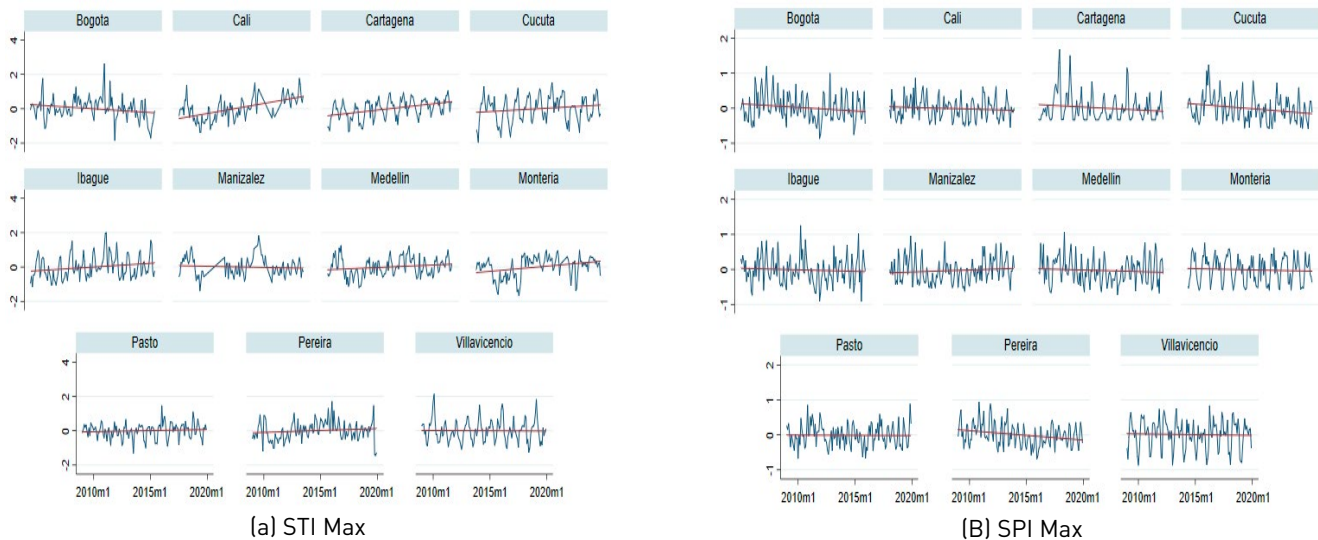 Bogota Cali Cartagena Cucuta
4
2
0
-2
Ibague Manizalez Medellin Monteria
4
2
0
-2
Pasto Pereira Villavicencio
4
2
0
-2
2010m1 2015m1 2020m1 2010m1 2015m1 2020m1 2010m1 2015m1 2020m1
(a) STI Max
Bogota Cali Cartagena Cucuta
2
1
0
-1
Ibague Manizalez Medellin Monteria
2
1
0
-1
Pasto Pereira Villavicencio
2
1
0
-1
2010m1 2015m1 2020m1 2010m1 2015m1 2020m1 2010m1 2015m1 2020m1
(B) SPI Max